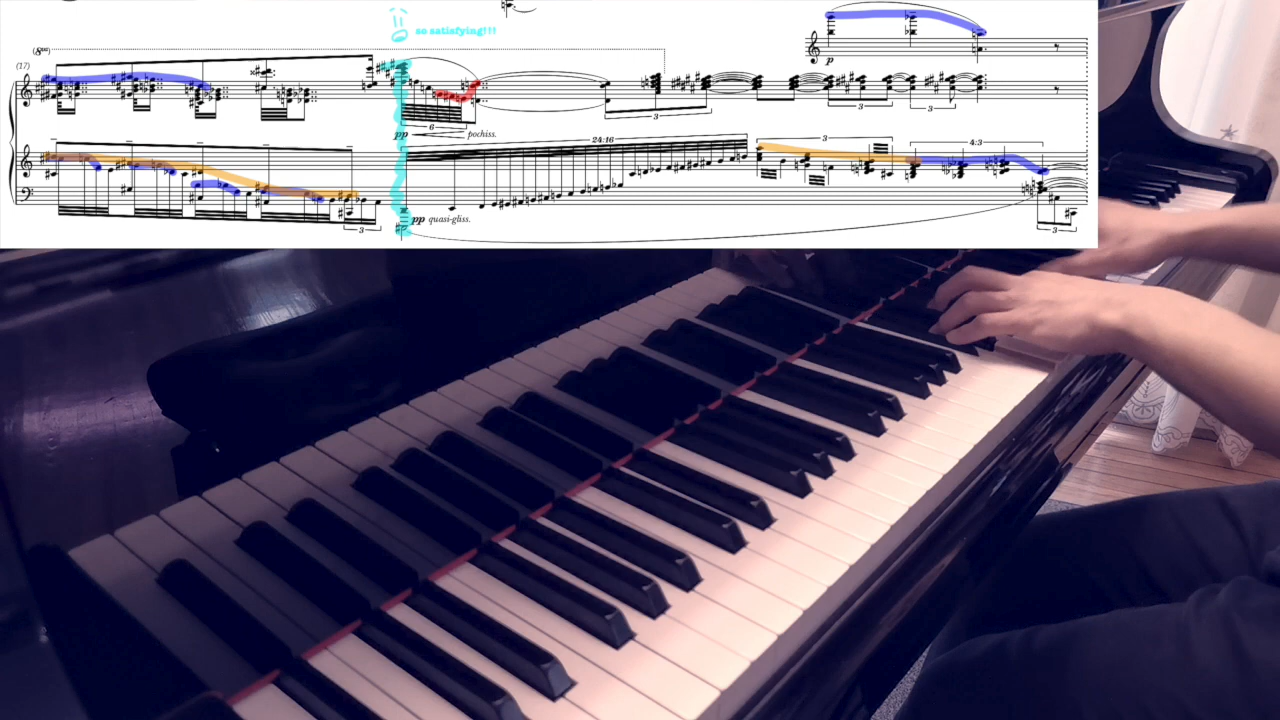 so satisfying!!!
(8va)
(17)
p
3
3
6
pp
pochiss.
3
24:16
3
4:3
pp quasi-gliss.
3
3